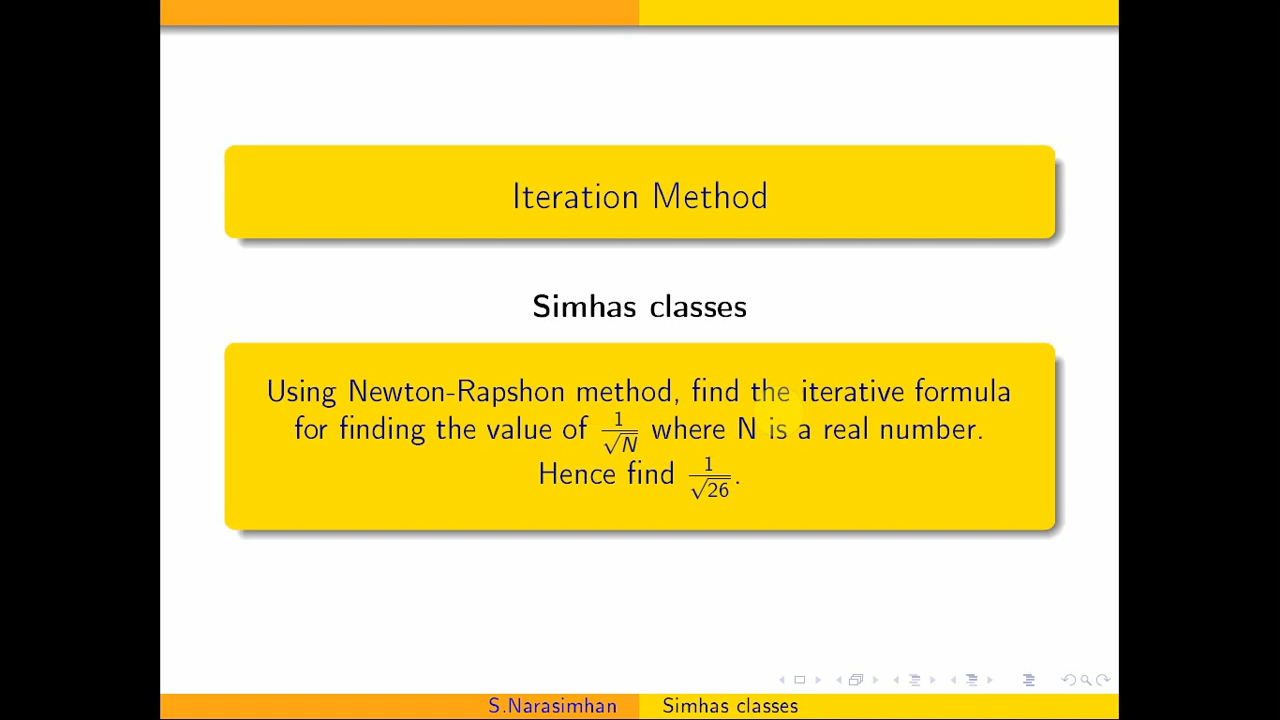 Iteration Method
Simhas classes
Using Newton-Rapshon method, find the iterative formula
for finding the value of 1/√N where N is a real number.
Hence find 1/√26.
S.Narasimhan
Simhas classes